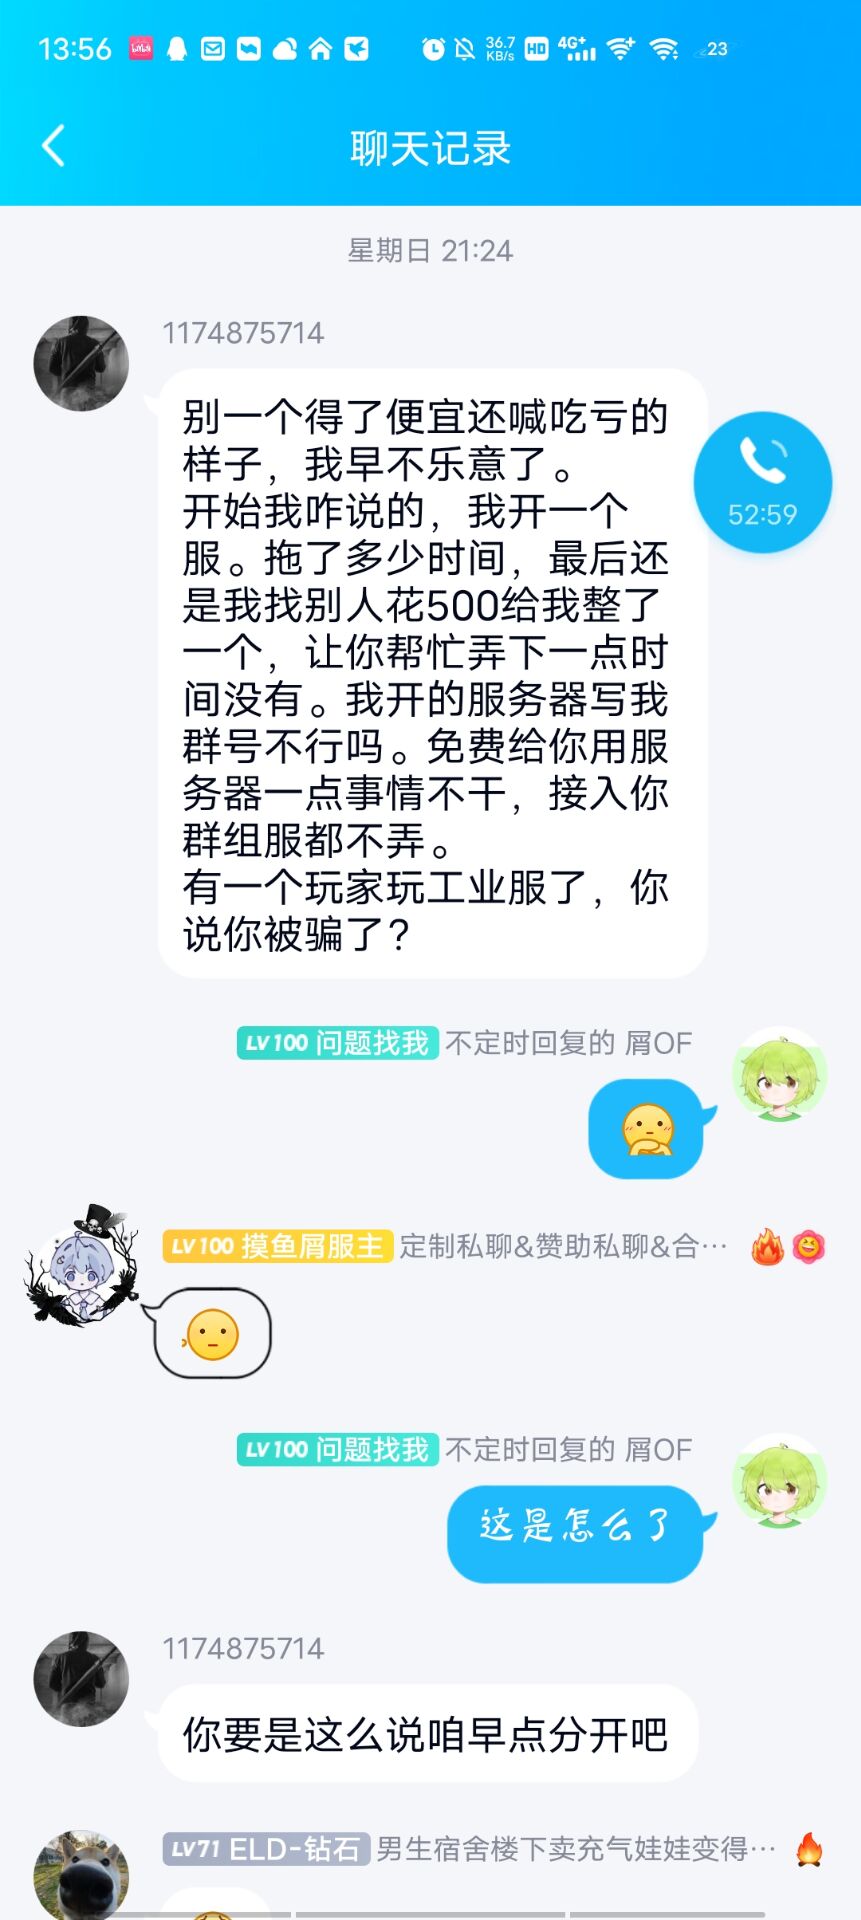 13:56
36.7
KB/s
HD
4G+
23
聊天记录
星期日 21:24
1174875714
别一个得了便宜还喊吃亏的
样子，我早不乐意了。
开始我咋说的，我开一个
服。拖了多少时间，最后还
是我找别人花500给我整了
一个，让你帮忙弄下一点时
间没有。我开的服务器写我
群号不行吗。免费给你用服
务器一点事情不干，接入你
群组服都不弄。
有一个玩家玩工业服了，你
说你被骗了？
52:59
LV100 问题找我 不定时回复的 屑OF
LV100 摸鱼屑服主 定制私聊&赞助私聊&合…
LV100 问题找我 不定时回复的 屑OF
这是怎么了
1174875714
你要是这么说咱早点分开吧
LV71 ELD-钻石 男生宿舍楼下卖充气娃娃变得…